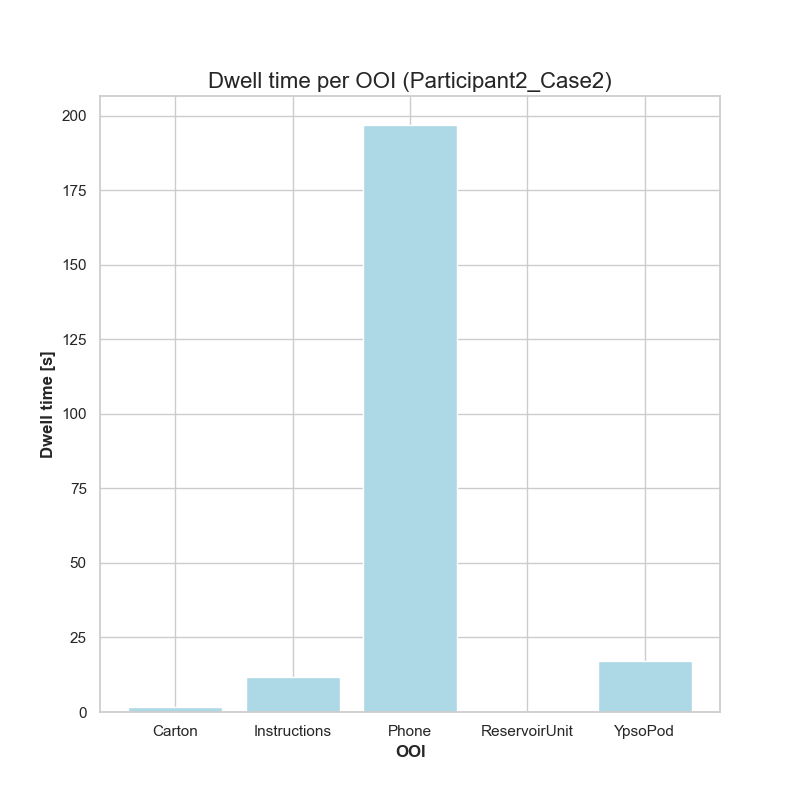 Dwell time per OOI (Participant2_Case2)
200
175
150
125
100
75
50
25
0
Dwell time [s]
Carton Instructions Phone ReservoirUnit YpsoPod
OOI